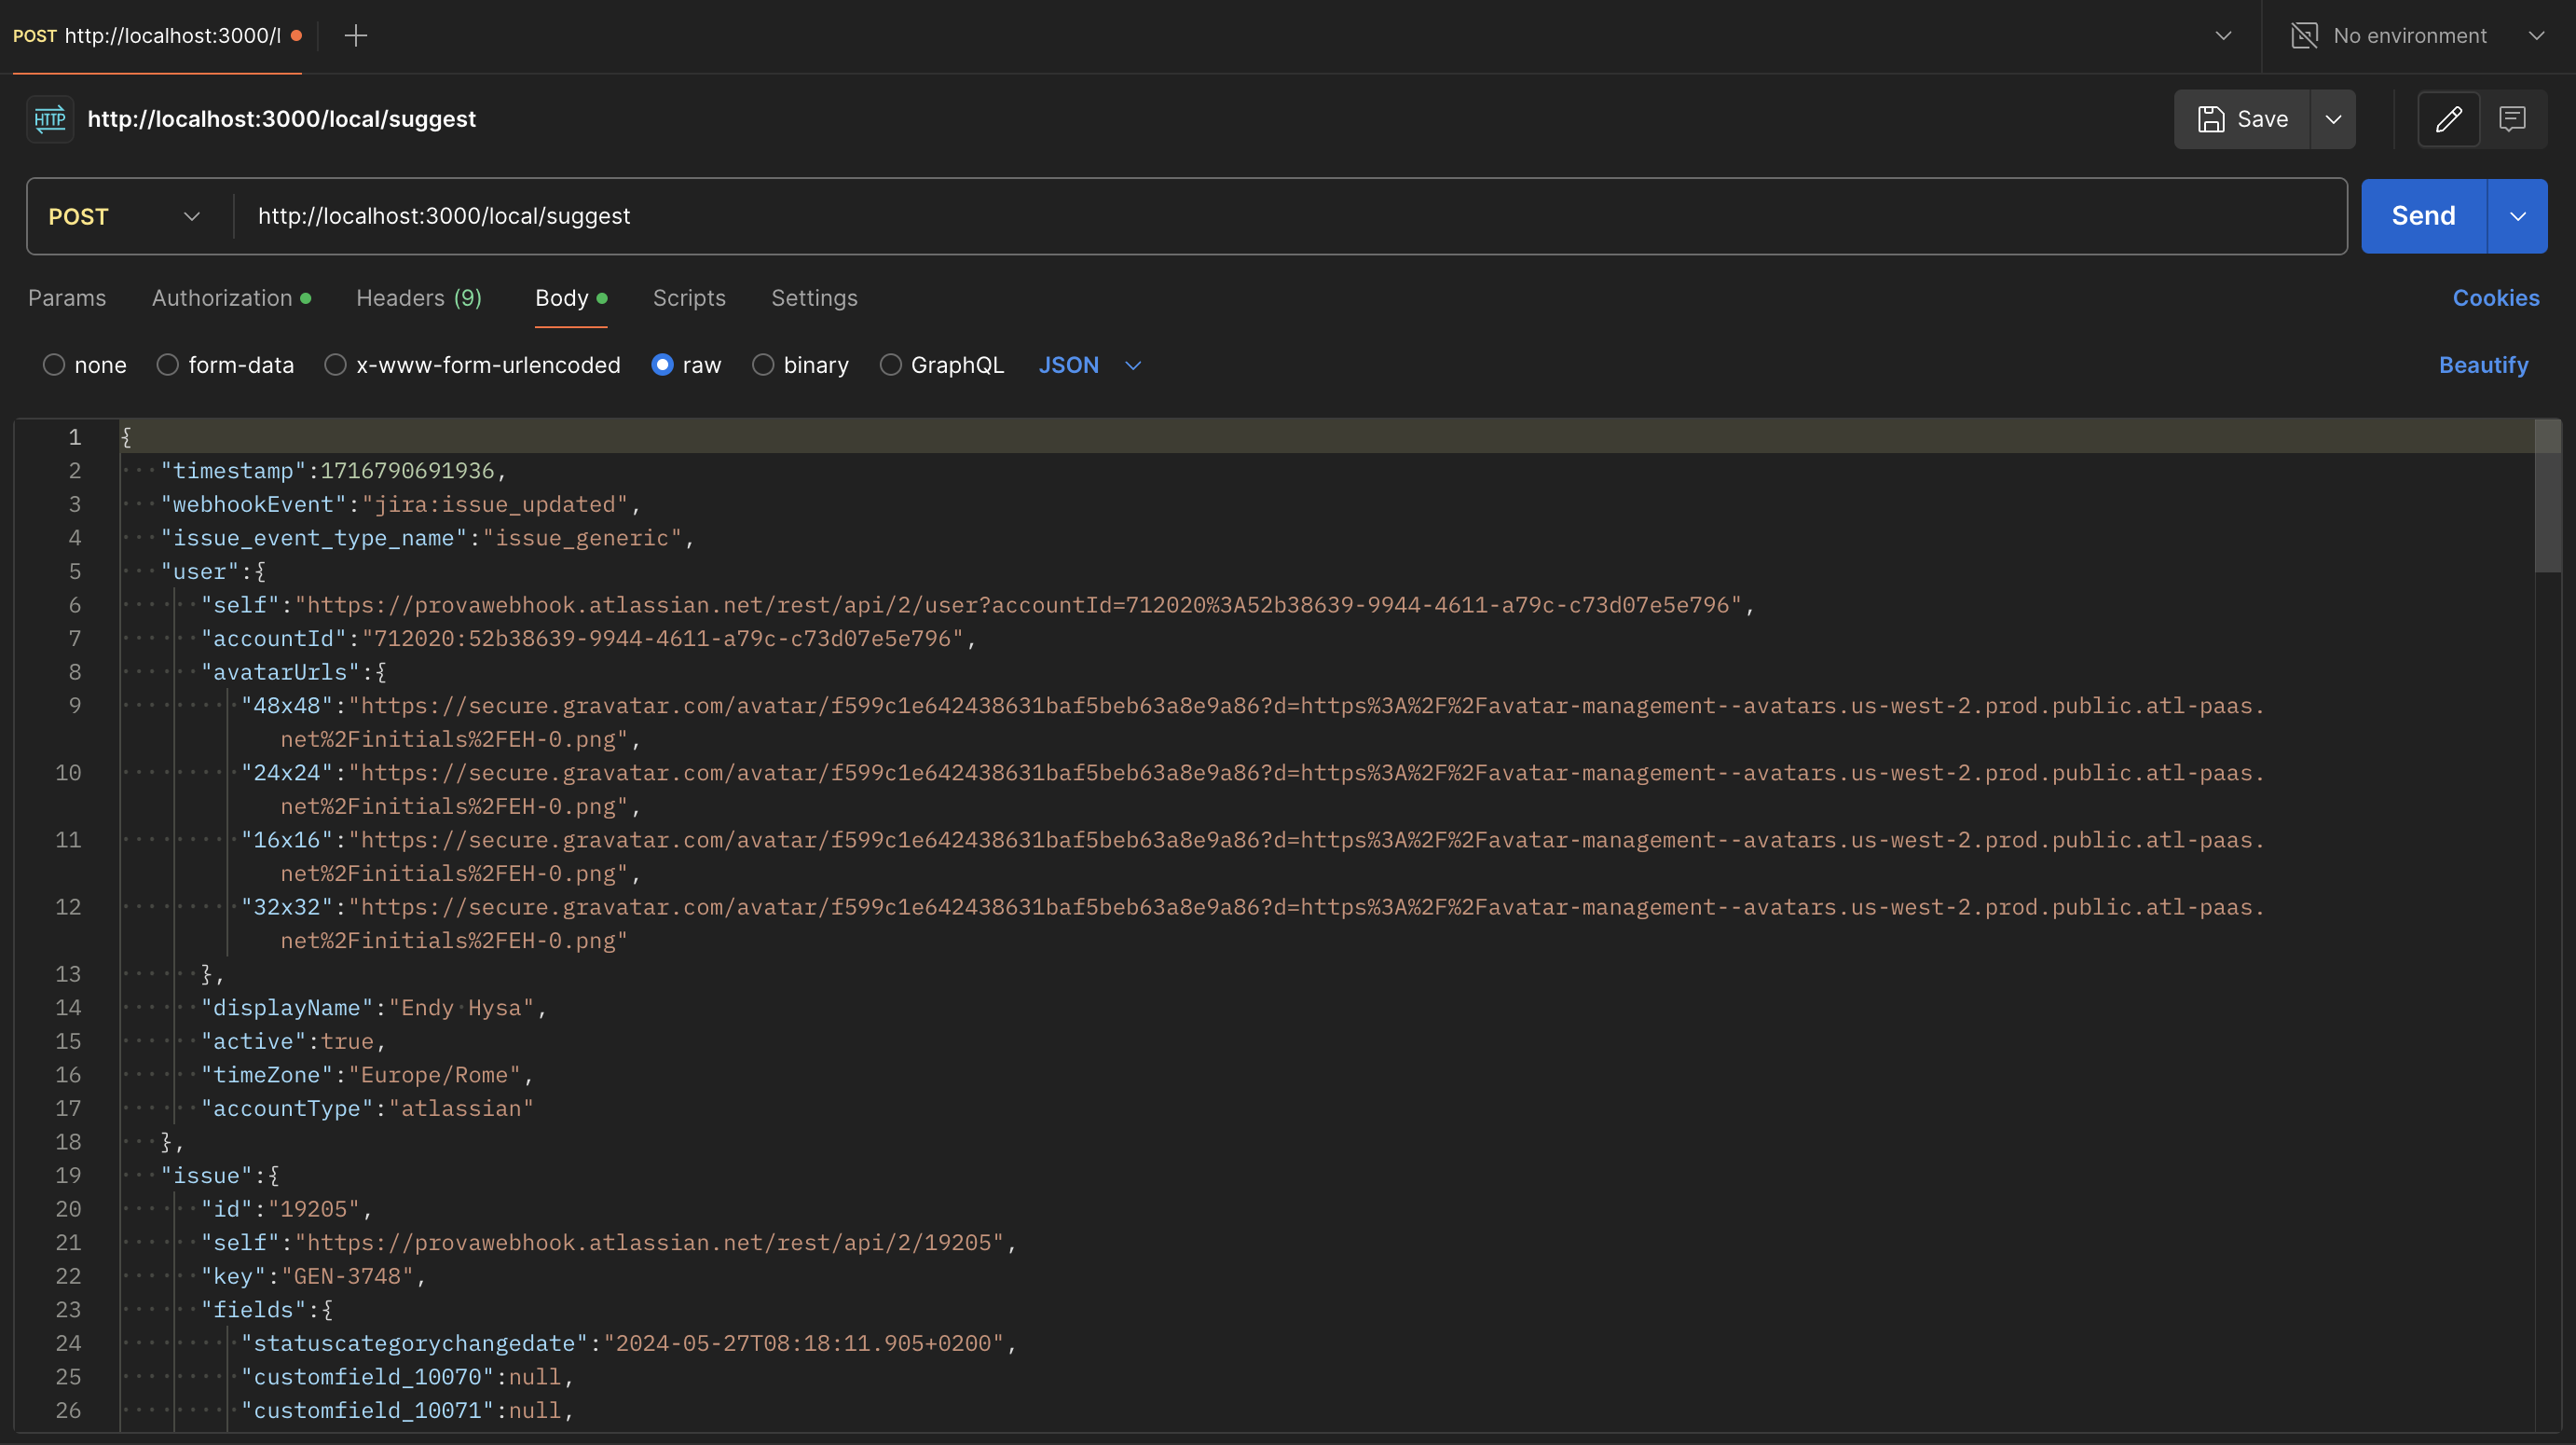 POST http://localhost:3000/l
No environment
HTTP http://localhost:3000/local/suggest
Save
POST http://localhost:3000/local/suggest
Send
Params Authorization Headers (9) Body Scripts Settings Cookies
none form-data x-www-form-urlencoded raw binary GraphQL JSON Beautify
1 {
2 "timestamp":1716790691936,
3 "webhookEvent":"jira:issue_updated",
4 "issue_event_type_name":"issue_generic",
5 "user":{
6 "self":"https://provawebhook.atlassian.net/rest/api/2/user?accountId=712020%3A52b38639-9944-4611-a79c-c73d07e5e796",
7 "accountId":"712020:52b38639-9944-4611-a79c-c73d07e5e796",
8 "avatarUrls":{
9 "48x48":"https://secure.gravatar.com/avatar/f599c1e642438631baf5beb63a8e9a86?d=https%3A%2F%2Favatar-management--avatars.us-west-2.prod.public.atl-paas.
net%2Finitials%2FEH-0.png",
10 "24x24":"https://secure.gravatar.com/avatar/f599c1e642438631baf5beb63a8e9a86?d=https%3A%2F%2Favatar-management--avatars.us-west-2.prod.public.atl-paas.
net%2Finitials%2FEH-0.png",
11 "16x16":"https://secure.gravatar.com/avatar/f599c1e642438631baf5beb63a8e9a86?d=https%3A%2F%2Favatar-management--avatars.us-west-2.prod.public.atl-paas.
net%2Finitials%2FEH-0.png",
12 "32x32":"https://secure.gravatar.com/avatar/f599c1e642438631baf5beb63a8e9a86?d=https%3A%2F%2Favatar-management--avatars.us-west-2.prod.public.atl-paas.
net%2Finitials%2FEH-0.png"
13 },
14 "displayName":"Endy Hysa",
15 "active":true,
16 "timeZone":"Europe/Rome",
17 "accountType":"atlassian"
18 },
19 "issue":{
20 "id":"19205",
21 "self":"https://provawebhook.atlassian.net/rest/api/2/19205",
22 "key":"GEN-3748",
23 "fields":{
24 "statuscategorychangedate":"2024-05-27T08:18:11.905+0200",
25 "customfield_10070":null,
26 "customfield_10071":null,